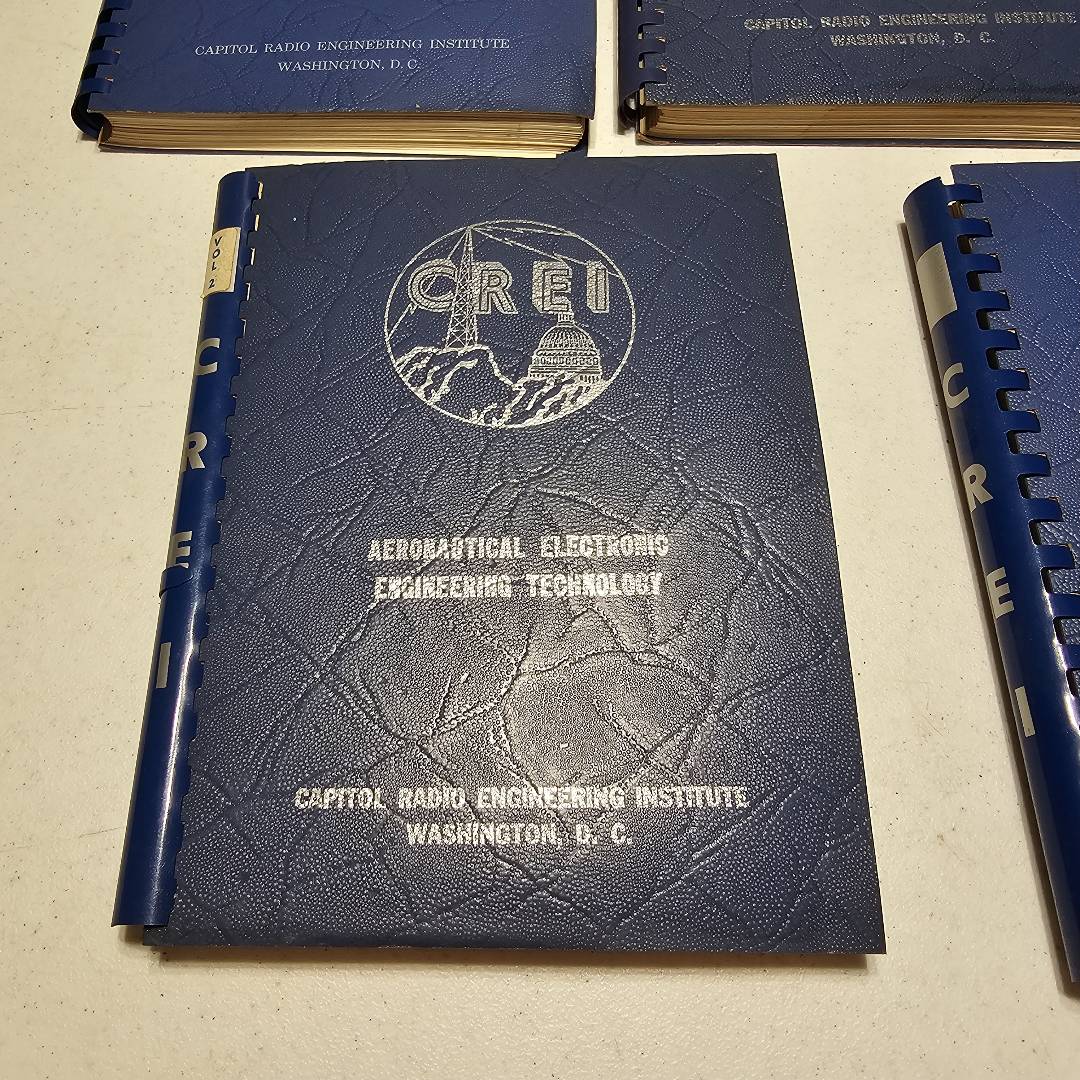 CAPITOL RADIO ENGINEERING INSTITUTE
WASHINGTON, D. C.
CAPITOL RADIO ENGINEERING INSTITUTE
WASHINGTON, D. C.
VOL 2
CREI
CREI
AERONAUTICAL ELECTRONIC
ENGINEERING TECHNOLOGY
CAPITOL RADIO ENGINEERING INSTITUTE
WASHINGTON, D. C.
CREI